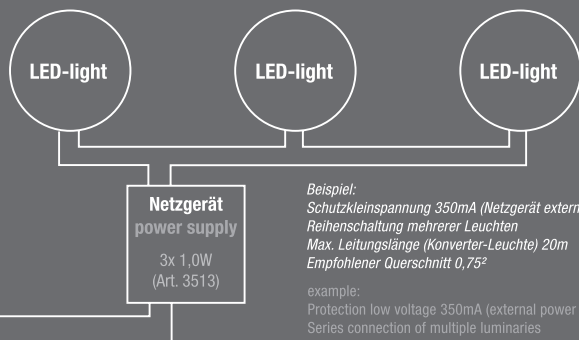 LED-light
LED-light
LED-light
Netzgerät
power supply
3x 1,0W
(Art. 3513)
Beispiel:
Schutzkleinspannung 350mA (Netzgerät extern
Reihenschaltung mehrerer Leuchten
Max. Leitungslänge (Konverter-Leuchte) 20m
Empfohlener Querschnitt 0,75²
example:
Protection low voltage 350mA (external power
Series connection of multiple luminaries